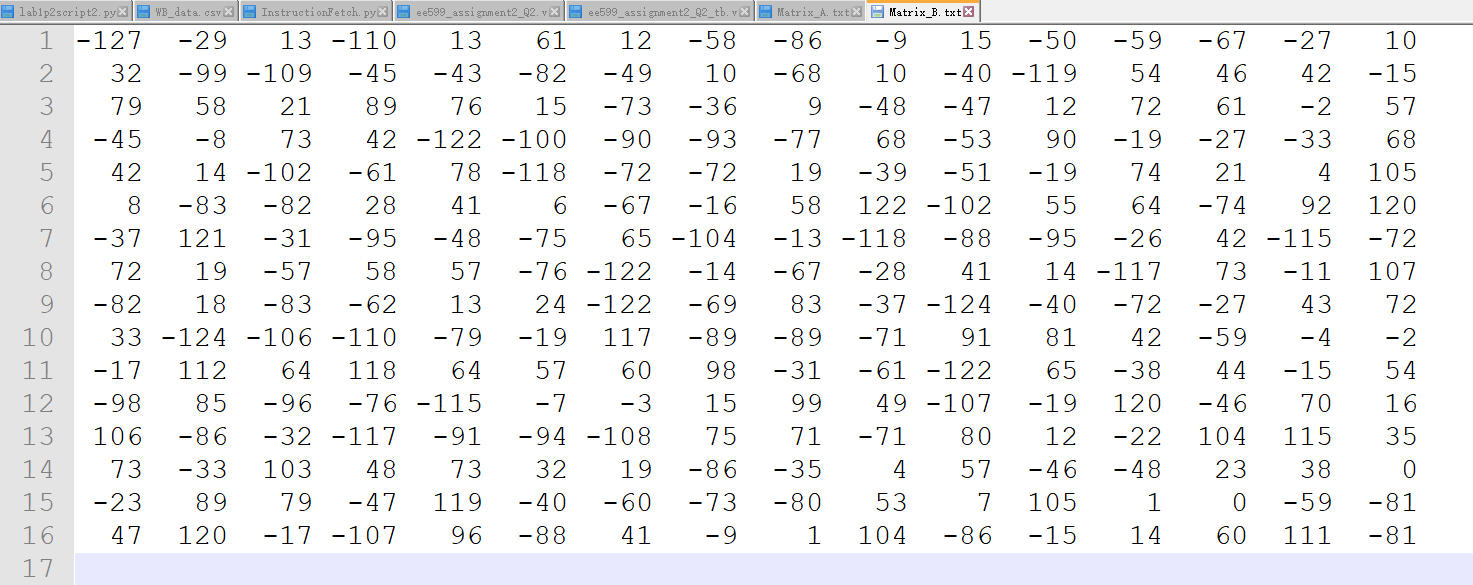 lab1p2script2.py WB_data.csv InstructionFetch.py ee599_assignment2_Q2.v ee599_assignment2_Q2_tb.v Matrix_A.txt Matrix_B.txt
1 -127 -29 13 -110 13 61 12 -58 -86 -9 15 -50 -59 -67 -27 10
2 32 -99 -109 -45 -43 -82 -49 10 -68 10 -40 -119 54 46 42 -15
3 79 58 21 89 76 15 -73 -36 9 -48 -47 12 72 61 -2 57
4 -45 -8 73 42 -122 -100 -90 -93 -77 68 -53 90 -19 -27 -33 68
5 42 14 -102 -61 78 -118 -72 -72 19 -39 -51 -19 74 21 4 105
6 8 -83 -82 28 41 6 -67 -16 58 122 -102 55 64 -74 92 120
7 -37 121 -31 -95 -48 -75 65 -104 -13 -118 -88 -95 -26 42 -115 -72
8 72 19 -57 58 57 -76 -122 -14 -67 -28 41 14 -117 73 -11 107
9 -82 18 -83 -62 13 24 -122 -69 83 -37 -124 -40 -72 -27 43 72
10 33 -124 -106 -110 -79 -19 117 -89 -89 -71 91 81 42 -59 -4 -2
11 -17 112 64 118 64 57 60 98 -31 -61 -122 65 -38 44 -15 54
12 -98 85 -96 -76 -115 -7 -3 15 99 49 -107 -19 120 -46 70 16
13 106 -86 -32 -117 -91 -94 -108 75 71 -71 80 12 -22 104 115 35
14 73 -33 103 48 73 32 19 -86 -35 4 57 -46 -48 23 38 0
15 -23 89 79 -47 119 -40 -60 -73 -80 53 7 105 1 0 -59 -81
16 47 120 -17 -107 96 -88 41 -9 1 104 -86 -15 14 60 111 -81
17